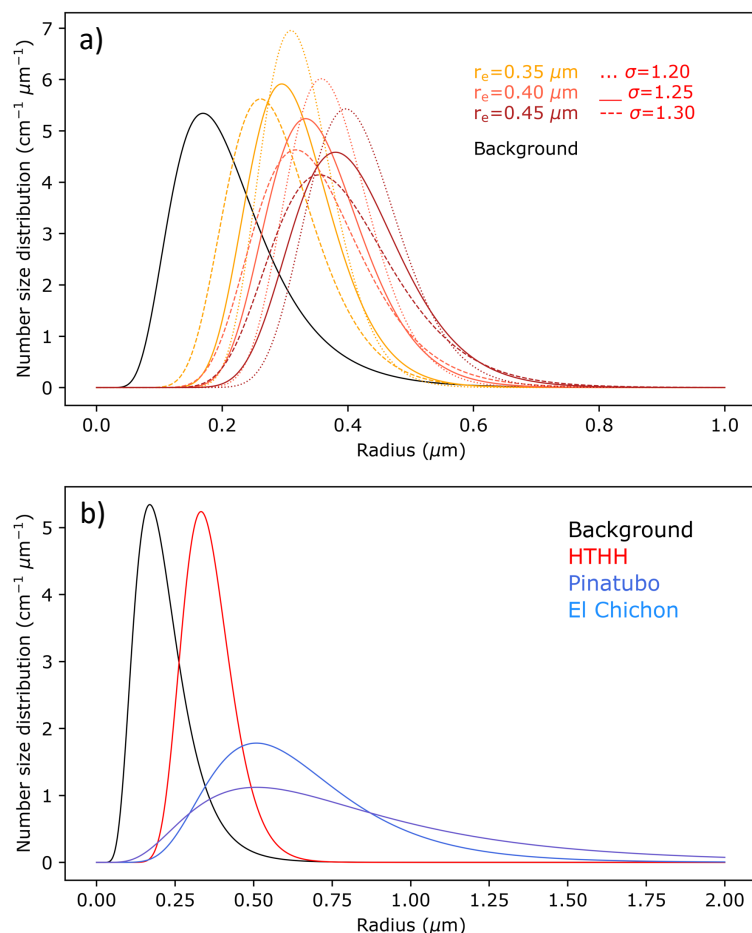 a)
7
6
5
4
3
2
1
0
Number size distribution (cm⁻¹ μm⁻¹)
rₑ=0.35 μm ... σ=1.20
rₑ=0.40 μm __ σ=1.25
rₑ=0.45 μm --- σ=1.30
Background
0.0 0.2 0.4 0.6 0.8 1.0
Radius (μm)
b)
5
4
3
2
1
0
Number size distribution (cm⁻¹ μm⁻¹)
Background
HTHH
Pinatubo
El Chichon
0.00 0.25 0.50 0.75 1.00 1.25 1.50 1.75 2.00
Radius (μm)